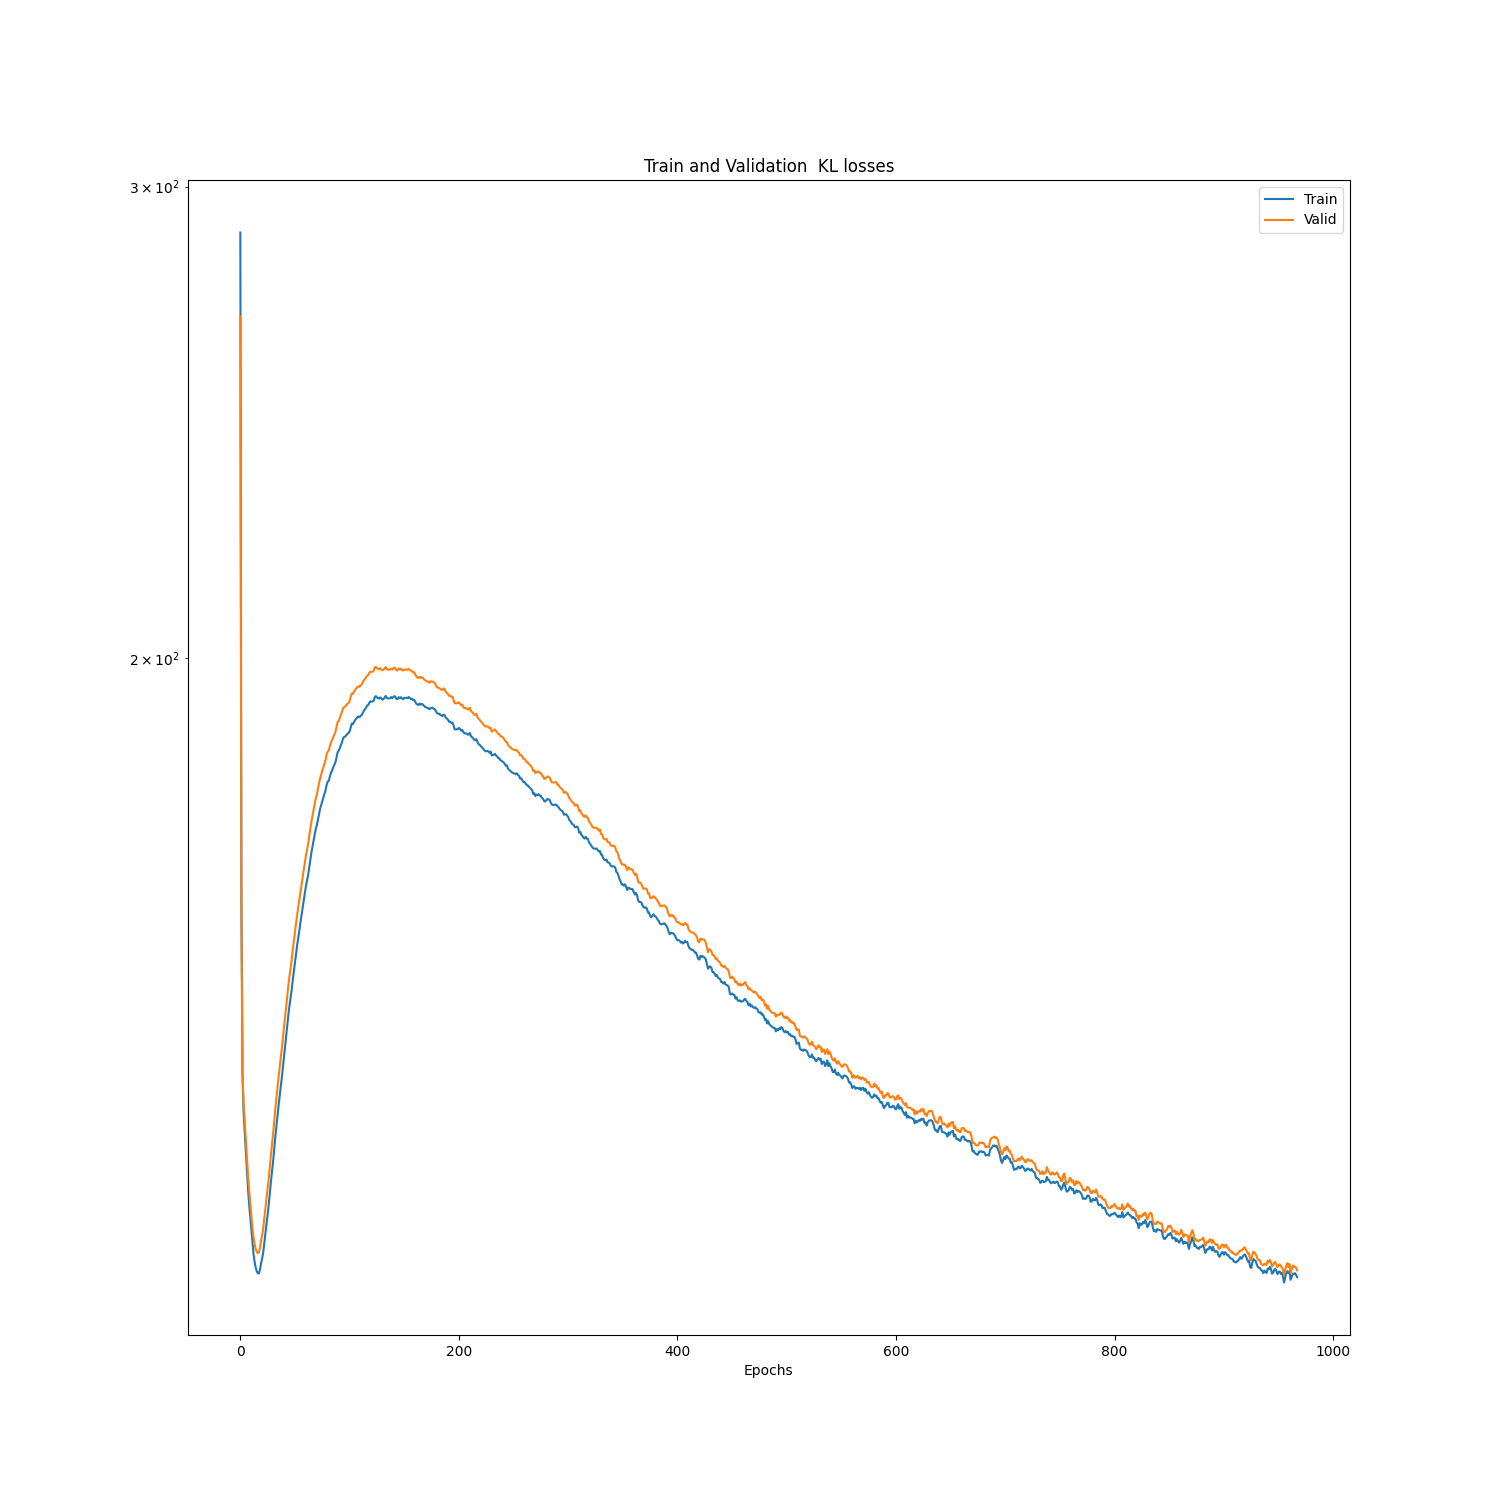 Train and Validation  KL losses
3 × 10²
Train
Valid
2 × 10²
0 200 400 600 800 1000
Epochs